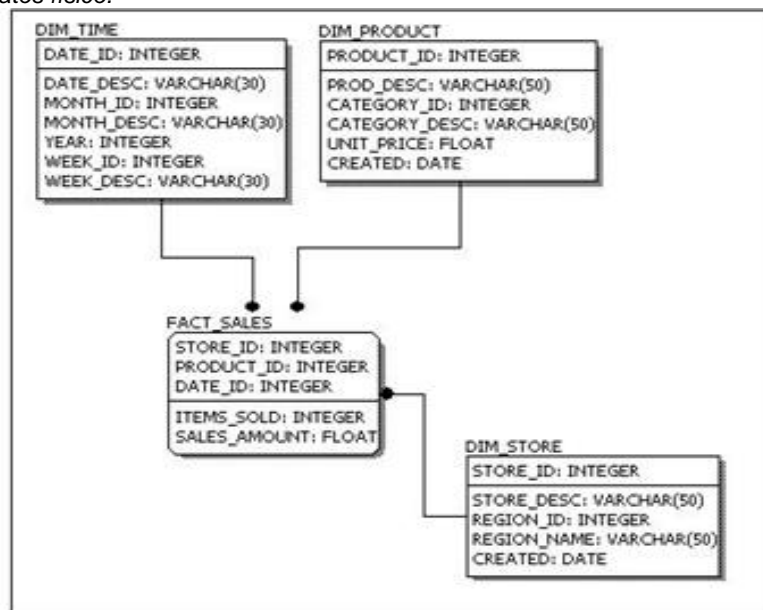 DIM_TIME
DATE_ID: INTEGER
DATE_DESC: VARCHAR(30)
MONTH_ID: INTEGER
MONTH_DESC: VARCHAR(30)
YEAR: INTEGER
WEEK_ID: INTEGER
WEEK_DESC: VARCHAR(30)
DIM_PRODUCT
PRODUCT_ID: INTEGER
PROD_DESC: VARCHAR(50)
CATEGORY_ID: INTEGER
CATEGORY_DESC: VARCHAR(50)
UNIT_PRICE: FLOAT
CREATED: DATE
FACT_SALES
STORE_ID: INTEGER
PRODUCT_ID: INTEGER
DATE_ID: INTEGER
ITEMS_SOLD: INTEGER
SALES_AMOUNT: FLOAT
DIM_STORE
STORE_ID: INTEGER
STORE_DESC: VARCHAR(50)
REGION_ID: INTEGER
REGION_NAME: VARCHAR(50)
CREATED: DATE